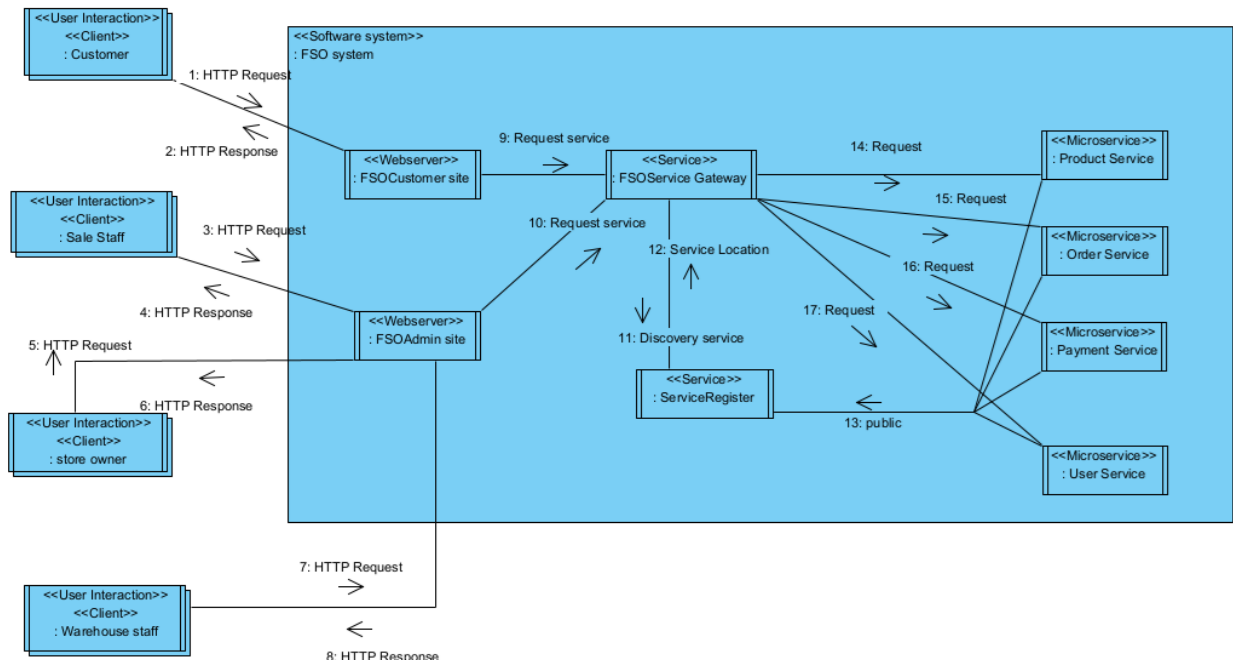 <<User Interaction>>
<<Client>>
: Customer
<<Software system>>
: FSO system
1: HTTP Request
2: HTTP Response
9: Request service
14: Request
<<Webserver>>
: FSOCustomer site
<<Service>>
: FSOService Gateway
<<Microservice>>
: Product Service
<<User Interaction>>
<<Client>>
: Sale Staff
3: HTTP Request
10: Request service
15: Request
12: Service Location
<<Microservice>>
: Order Service
16: Request
4: HTTP Response
17: Request
<<Webserver>>
: FSOAdmin site
11: Discovery service
<<Microservice>>
: Payment Service
5: HTTP Request
6: HTTP Response
<<Service>>
: ServiceRegister
13: public
<<User Interaction>>
<<Client>>
: store owner
<<Microservice>>
: User Service
7: HTTP Request
<<User Interaction>>
<<Client>>
: Warehouse staff
8: HTTP Response